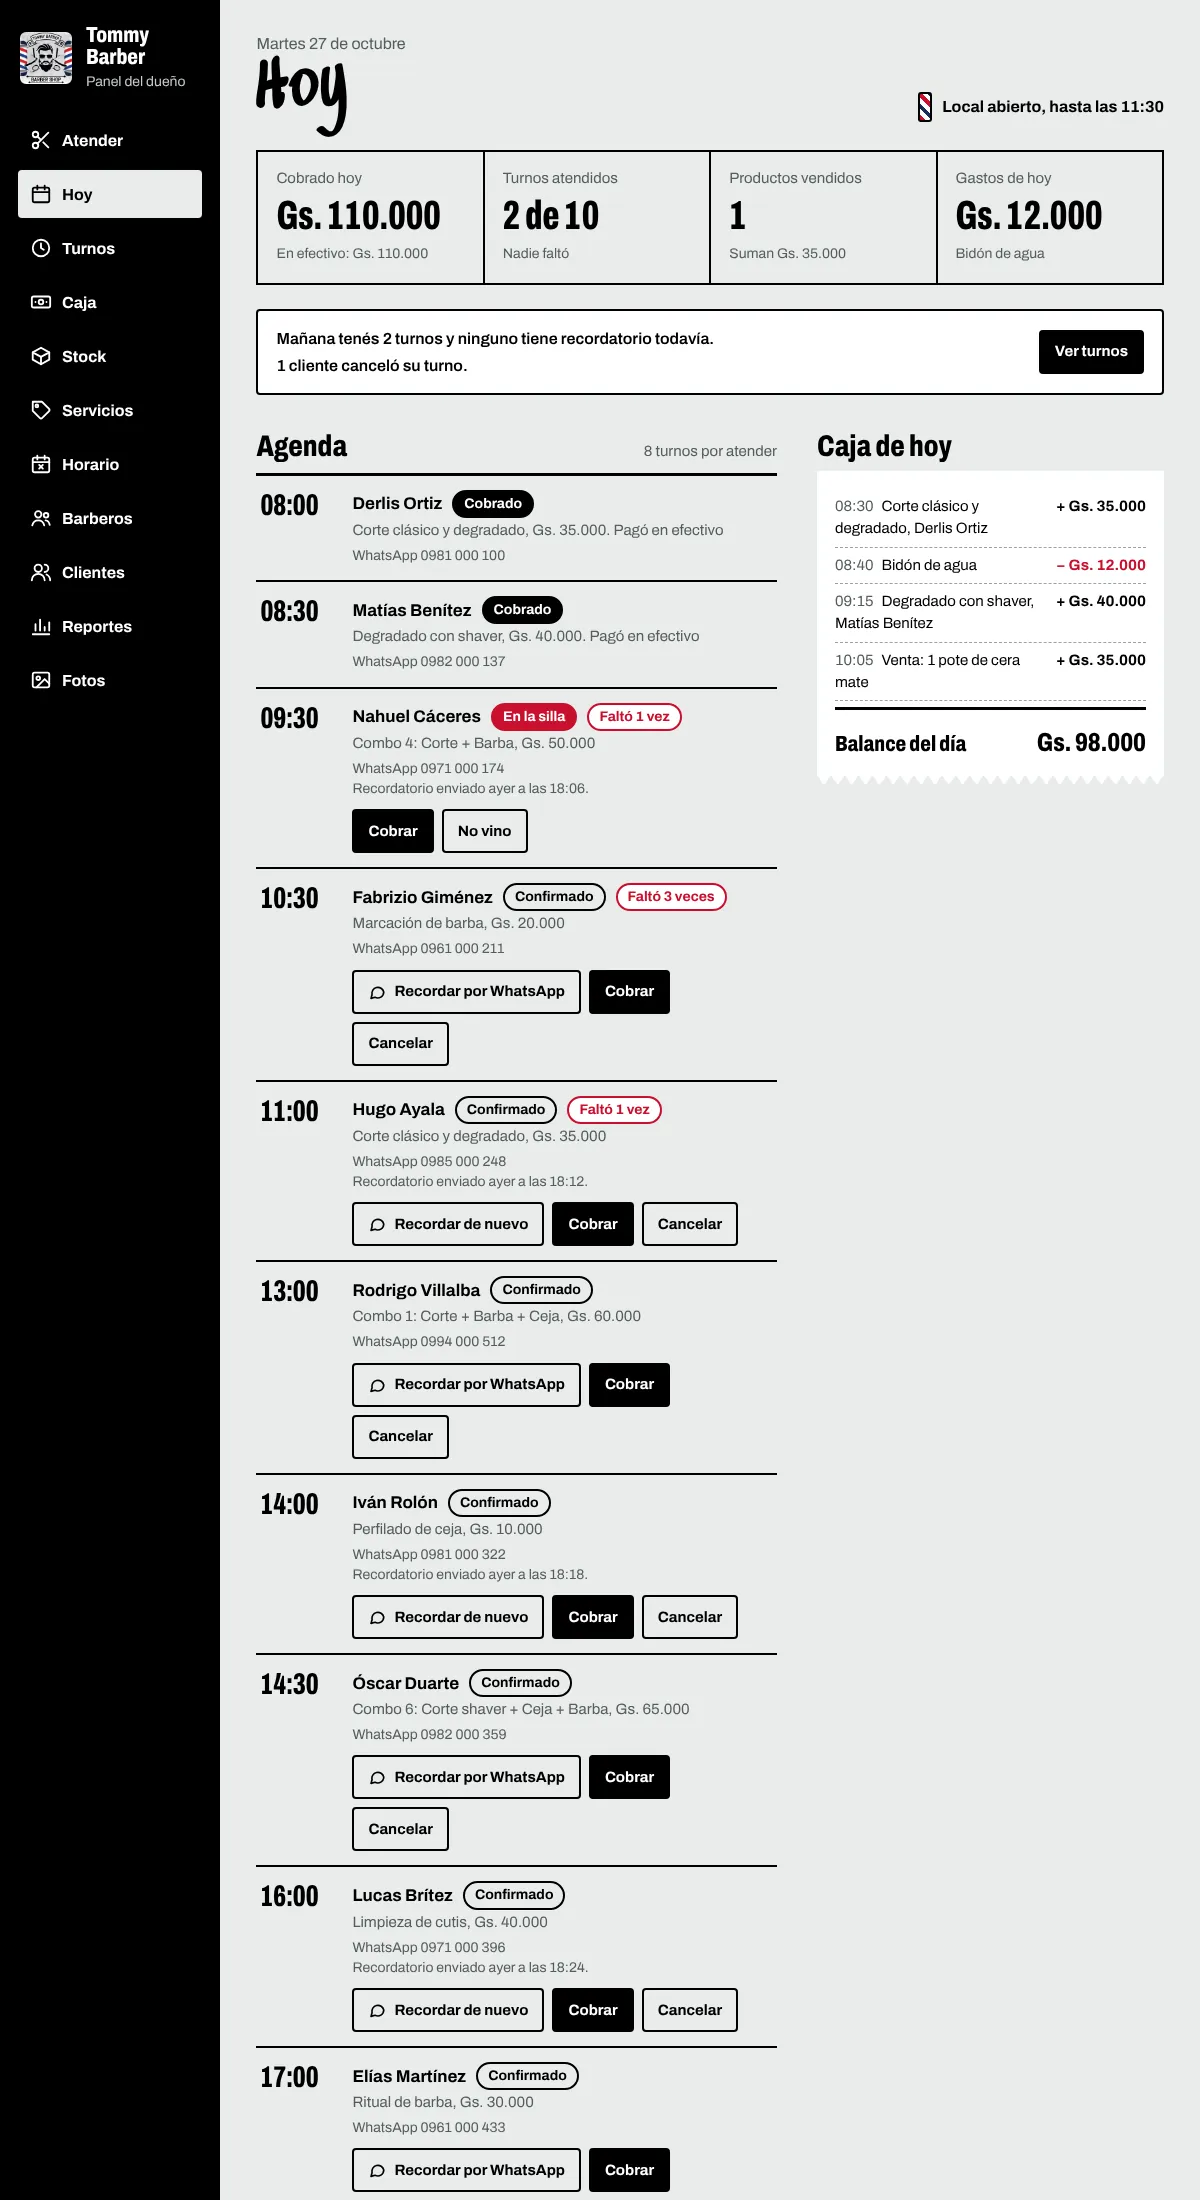 Tommy
Barber
Panel del dueño
Atender
Hoy
Turnos
Caja
Stock
Servicios
Horario
Barberos
Clientes
Reportes
Fotos
Martes 27 de octubre
Hoy
Local abierto, hasta las 11:30
Cobrado hoy
Gs. 110.000
En efectivo: Gs. 110.000
Turnos atendidos
2 de 10
Nadie faltó
Productos vendidos
1
Suman Gs. 35.000
Gastos de hoy
Gs. 12.000
Bidón de agua
Mañana tenés 2 turnos y ninguno tiene recordatorio todavía.
1 cliente canceló su turno.
Ver turnos
Agenda
8 turnos por atender
08:00 Derlis Ortiz Cobrado
Corte clásico y degradado, Gs. 35.000. Pagó en efectivo
WhatsApp 0981 000 100
08:30 Matías Benítez Cobrado
Degradado con shaver, Gs. 40.000. Pagó en efectivo
WhatsApp 0982 000 137
09:30 Nahuel Cáceres En la silla Faltó 1 vez
Combo 4: Corte + Barba, Gs. 50.000
WhatsApp 0971 000 174
Recordatorio enviado ayer a las 18:06.
Cobrar No vino
10:30 Fabrizio Giménez Confirmado Faltó 3 veces
Marcación de barba, Gs. 20.000
WhatsApp 0961 000 211
Recordar por WhatsApp Cobrar
Cancelar
11:00 Hugo Ayala Confirmado Faltó 1 vez
Corte clásico y degradado, Gs. 35.000
WhatsApp 0985 000 248
Recordatorio enviado ayer a las 18:12.
Recordar de nuevo Cobrar Cancelar
13:00 Rodrigo Villalba Confirmado
Combo 1: Corte + Barba + Ceja, Gs. 60.000
WhatsApp 0994 000 512
Recordar por WhatsApp Cobrar
Cancelar
14:00 Iván Rolón Confirmado
Perfilado de ceja, Gs. 10.000
WhatsApp 0981 000 322
Recordatorio enviado ayer a las 18:18.
Recordar de nuevo Cobrar Cancelar
14:30 Óscar Duarte Confirmado
Combo 6: Corte shaver + Ceja + Barba, Gs. 65.000
WhatsApp 0982 000 359
Recordar por WhatsApp Cobrar
Cancelar
16:00 Lucas Brítez Confirmado
Limpieza de cutis, Gs. 40.000
WhatsApp 0971 000 396
Recordatorio enviado ayer a las 18:24.
Recordar de nuevo Cobrar Cancelar
17:00 Elías Martínez Confirmado
Ritual de barba, Gs. 30.000
WhatsApp 0961 000 433
Recordar por WhatsApp Cobrar
Caja de hoy
08:30 Corte clásico y + Gs. 35.000
degradado, Derlis Ortiz
08:40 Bidón de agua – Gs. 12.000
09:15 Degradado con shaver, + Gs. 40.000
Matías Benítez
10:05 Venta: 1 pote de cera + Gs. 35.000
mate
Balance del día Gs. 98.000